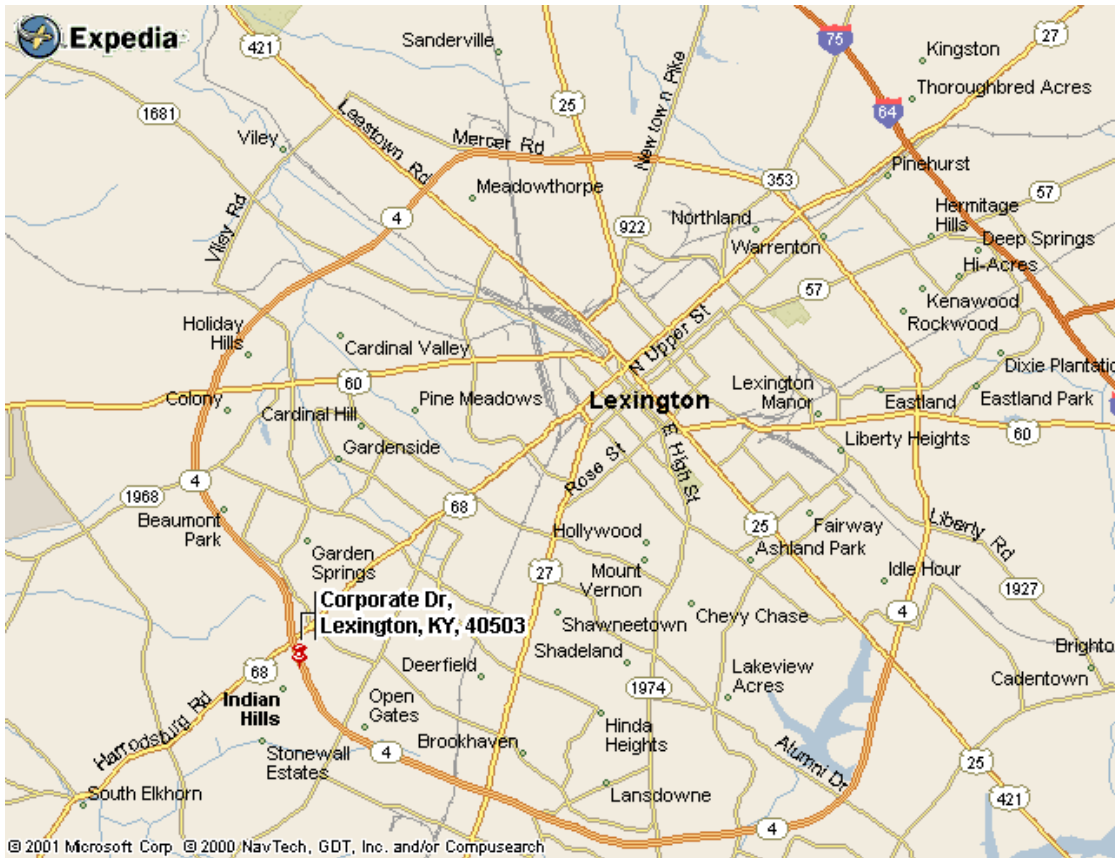 Expedia
421
Sanderville
75
27
Kingston
25
Newtown Pike
64
Thoroughbred Acres
1681
Viley
Leestown Rd
Mercer Rd
353
Pinehurst
Meadowthorpe
57
4
Northland
Hermitage
Hills
922
Warrenton
Deep Springs
Viley Rd
Hi-Acres
57
Kenawood
Holiday
Hills
Rockwood
Cardinal Valley
N Upper St
Dixie Plantatio
60
Lexington
Lexington
Manor
Colony
Pine Meadows
Eastland
Eastland Park
Cardinal Hill
60
Gardenside
E High St
Liberty Heights
Rose St
4
1968
68
Beaumont
Park
Hollywood
25
Fairway
Liberty Rd
Garden
Springs
Ashland Park
27
Mount
Vernon
Idle Hour
1927
Corporate Dr,
Lexington, KY, 40503
4
Chevy Chase
Shawneetown
Shadeland
Brighto
68
Deerfield
Cadentown
Indian
Hills
1974
Lakeview
Acres
Harrodsburg Rd
Open
Gates
Hinda
Heights
4
Brookhaven
Stonewall
Estates
Alumni Dr
25
South Elkhorn
Lansdowne
421
4
© 2001 Microsoft Corp © 2000 NavTech, GDT, Inc. and/or Compusearch